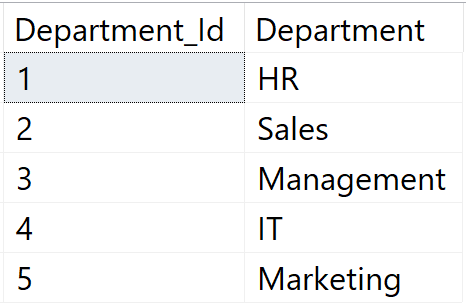 Department_Id Department
1 HR
2 Sales
3 Management
4 IT
5 Marketing